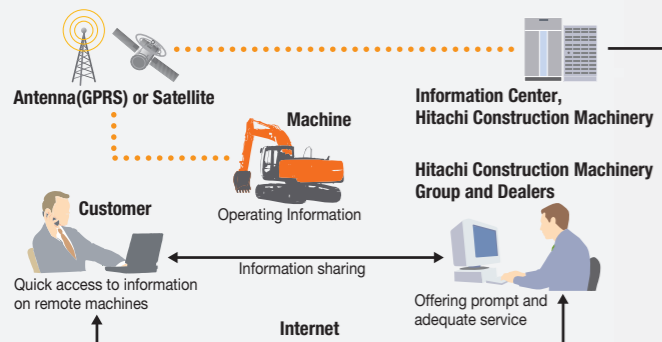 Antenna(GPRS) or Satellite
Information Center,
Hitachi Construction Machinery
Machine
Operating Information
Hitachi Construction Machinery
Group and Dealers
Customer
Quick access to information
on remote machines
Information sharing
Offering prompt and
adequate service
Internet